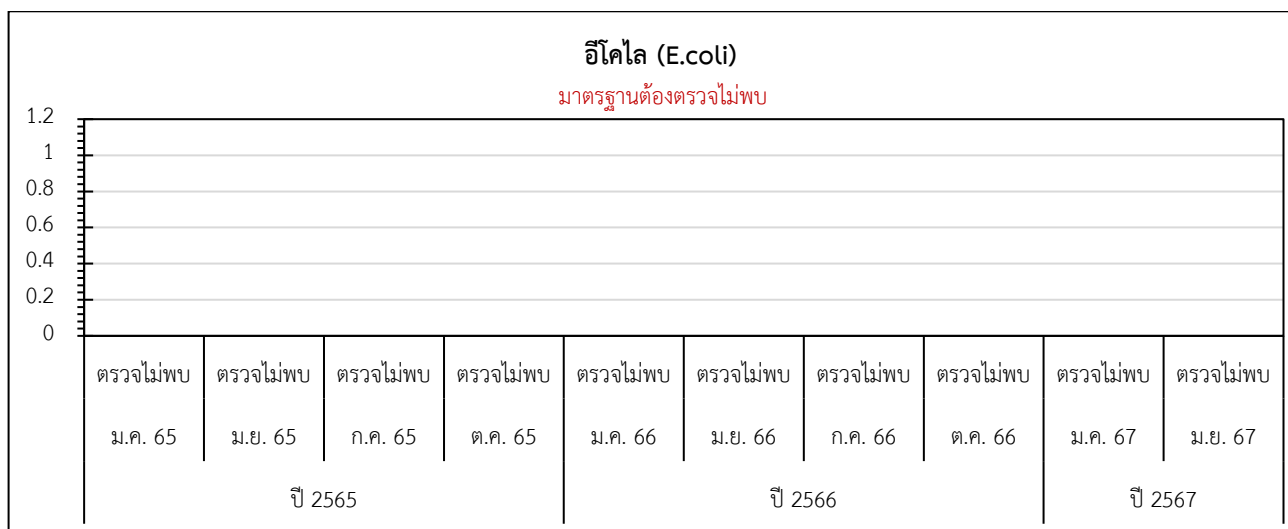 อีโคไล (E.coli)
มาตรฐานต้องตรวจไม่พบ
1.2
1
0.8
0.6
0.4
0.2
0
ตรวจไม่พบ ตรวจไม่พบ ตรวจไม่พบ ตรวจไม่พบ ตรวจไม่พบ ตรวจไม่พบ ตรวจไม่พบ ตรวจไม่พบ ตรวจไม่พบ ตรวจไม่พบ
ม.ค. 65 ม.ย. 65 ก.ค. 65 ต.ค. 65 ม.ค. 66 ม.ย. 66 ก.ค. 66 ต.ค. 66 ม.ค. 67 ม.ย. 67
ปี 2565 ปี 2566 ปี 2567